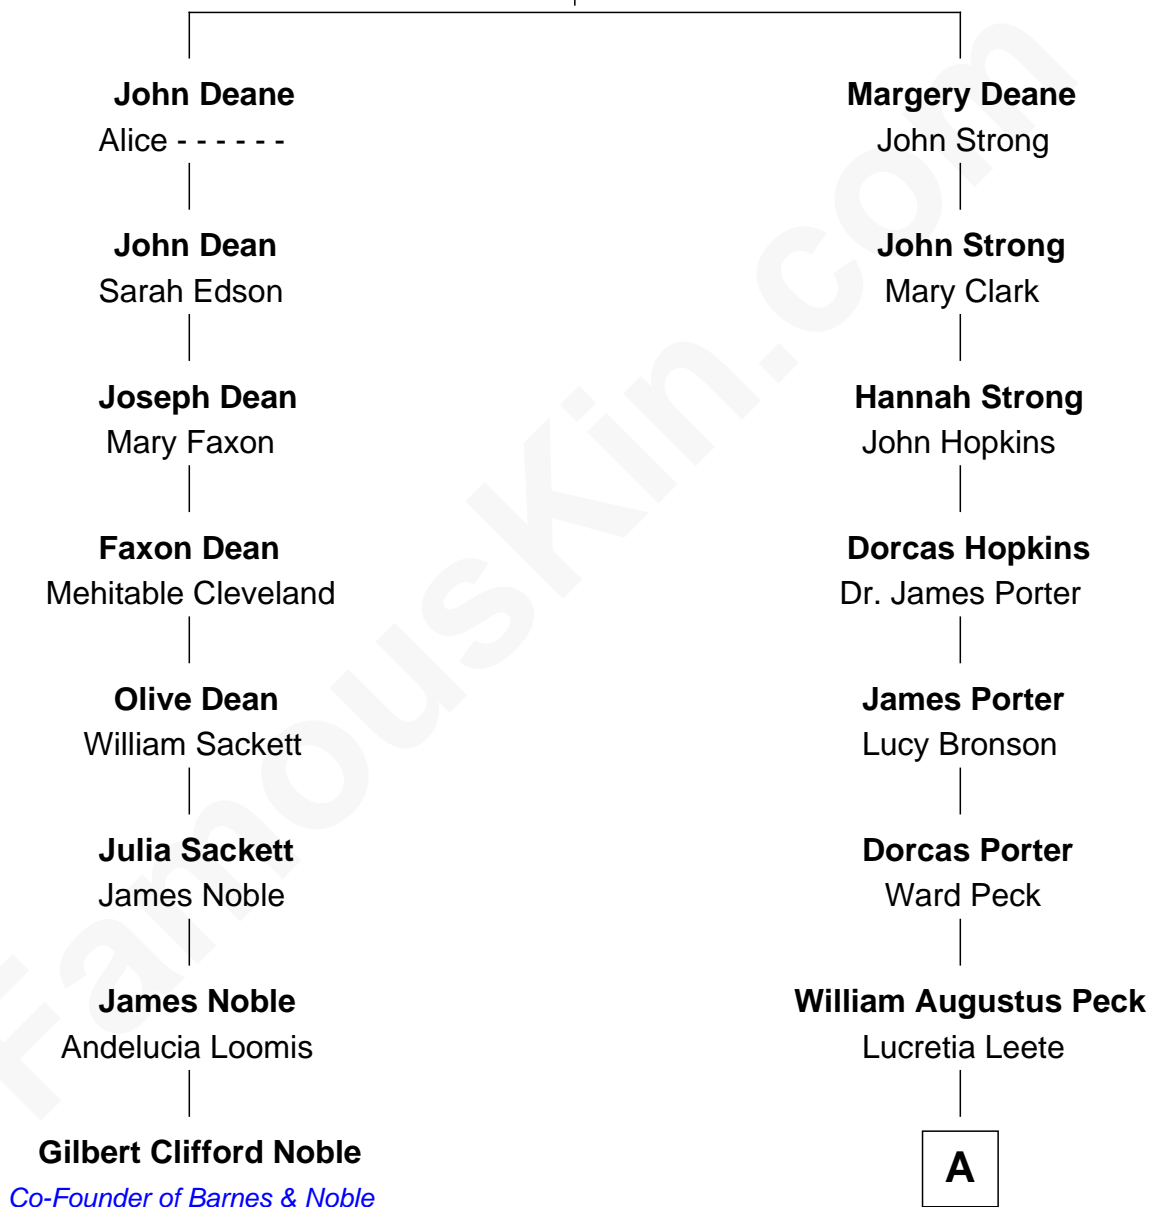 John Deane
Alice - - - - - -
John Dean
Sarah Edson
Joseph Dean
Mary Faxon
Faxon Dean
Mehitable Cleveland
Olive Dean
William Sackett
Julia Sackett
James Noble
James Noble
Andelucia Loomis
Gilbert Clifford Noble
Co-Founder of Barnes & Noble
Margery Deane
John Strong
John Strong
Mary Clark
Hannah Strong
John Hopkins
Dorcas Hopkins
Dr. James Porter
James Porter
Lucy Bronson
Dorcas Porter
Ward Peck
William Augustus Peck
Lucretia Leete
A
FamousKin.com